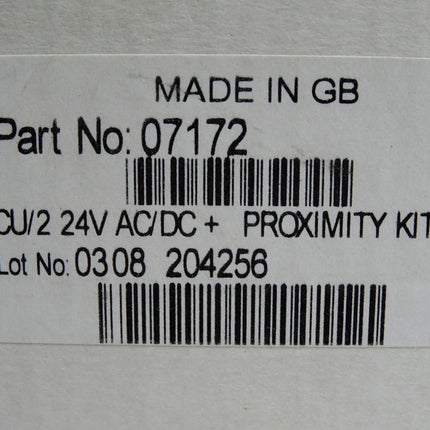 MADE IN GB
Part No: 07172
CU/2 24V AC/DC + PROXIMITY KIT
Lot No: 0308 204256